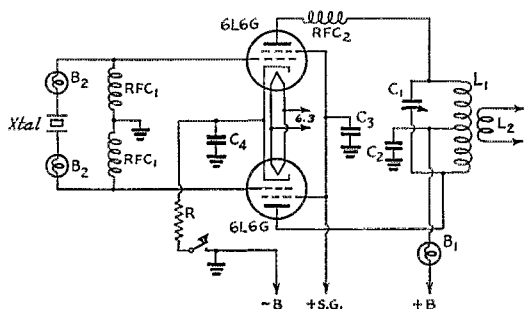 6L6G
RFC₂
B₂
RFC₁
C₁
L₁
L₂
Xtal
6.3
C₃
C₄
C₂
RFC₁
B₂
R
6L6G
B₁
-B
+S.G.
+B